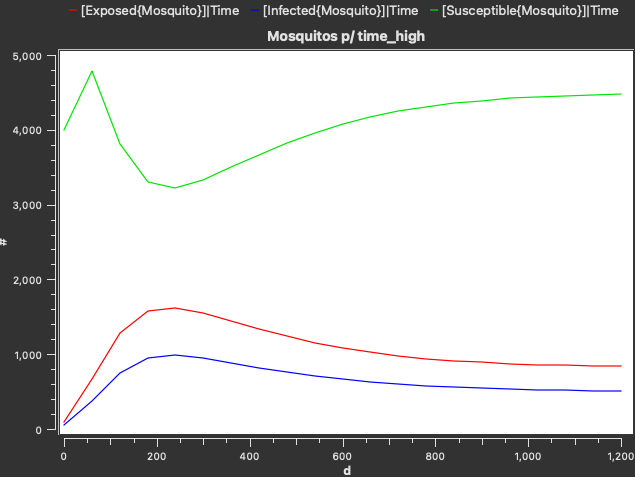 [Exposed{Mosquito}]|Time [Infected{Mosquito}]|Time [Susceptible{Mosquito}]|Time
Mosquitos p/ time_high
5,000
4,000
3,000
2,000
1,000
0
#
0 200 400 600 800 1,000 1,200
d